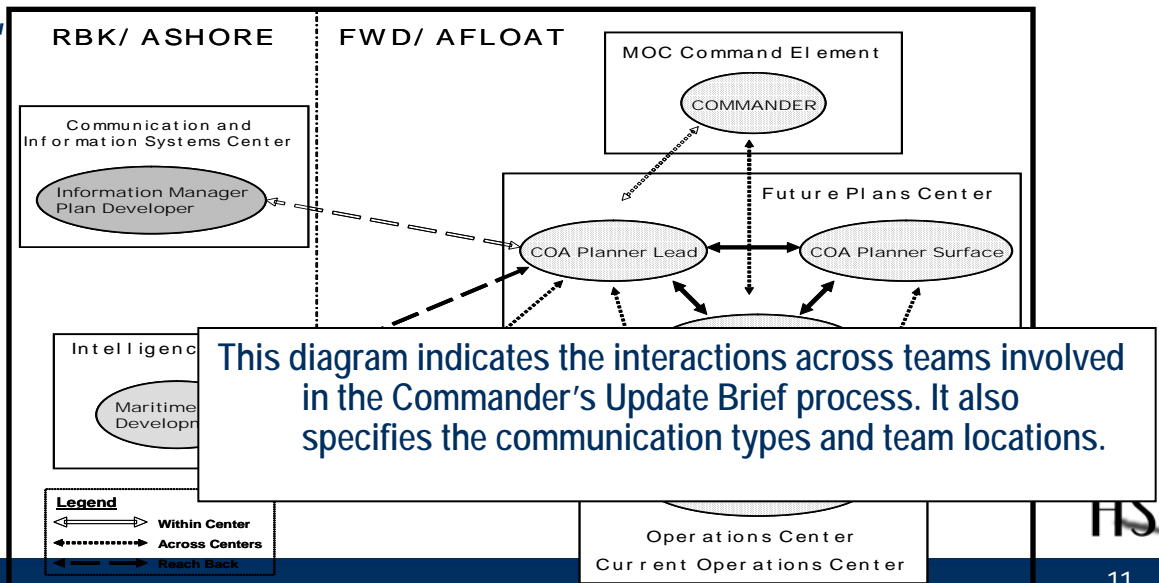 RBK/ ASHORE
FWD/ AFLOAT
MOC Command Element
COMMANDER
Communication and
Information Systems Center
Information Manager
Plan Developer
Future Plans Center
COA Planner Lead
COA Planner Surface
Maritime
This diagram indicates the interactions across teams involved
in the Commander's Update Brief process. It also
specifies the communication types and team locations.
Legend
Within Center
Across Centers
Reach Back
Operations Center
Current Operations Center
11